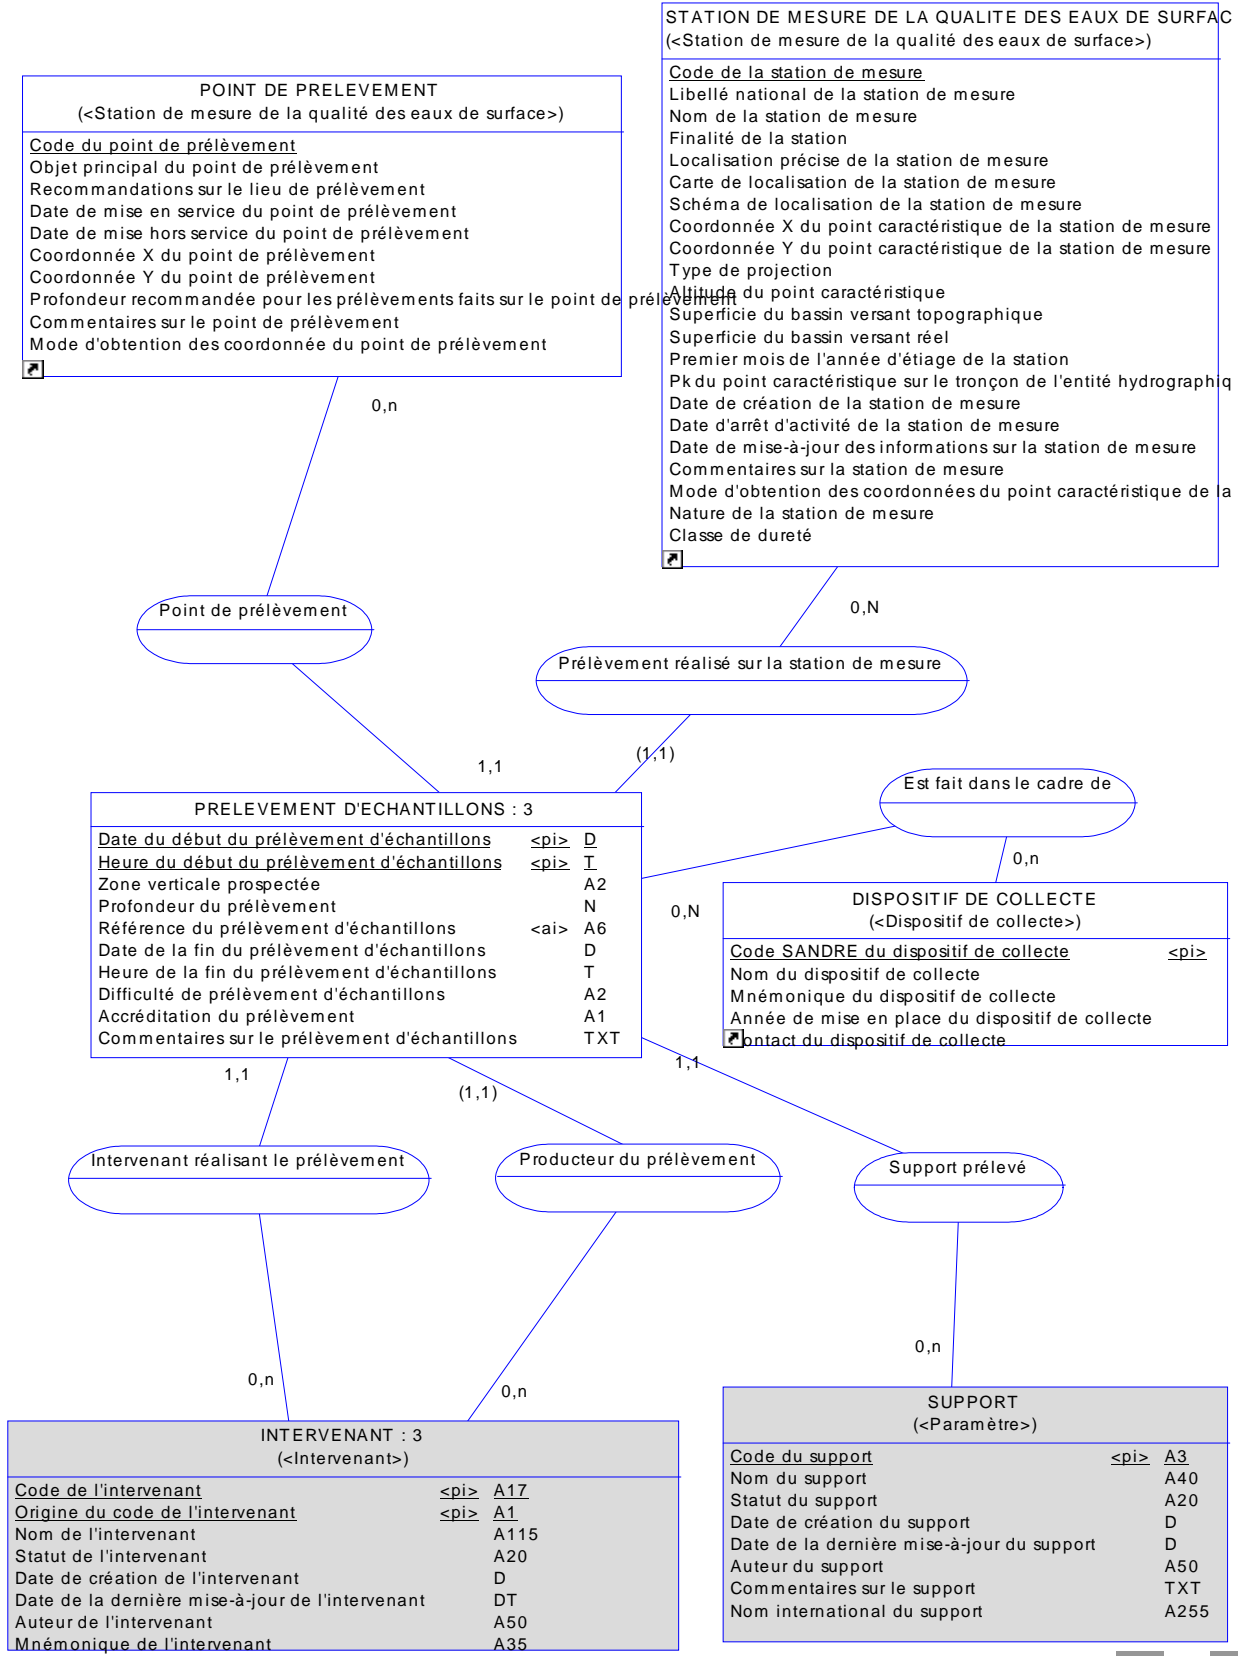 STATION DE MESURE DE LA QUALITE DES EAUX DE SURFAC
(<Station de mesure de la qualité des eaux de surface>)
Code de la station de mesure
Libellé national de la station de mesure
Nom de la station de mesure
Finalité de la station
Localisation précise de la station de mesure
Carte de localisation de la station de mesure
Schéma de localisation de la station de mesure
Coordonnée X du point caractéristique de la station de mesure
Coordonnée Y du point caractéristique de la station de mesure
Type de projection
Altitude du point caractéristique
Superficie du bassin versant topographique
Superficie du bassin versant réel
Premier mois de l'année d'étiage de la station
Pk du point caractéristique sur le tronçon de l'entité hydrographiq
Date de création de la station de mesure
Date d'arrêt d'activité de la station de mesure
Date de mise-à-jour des informations sur la station de mesure
Commentaires sur la station de mesure
Mode d'obtention des coordonnées du point caractéristique de la
Nature de la station de mesure
Classe de dureté
POINT DE PRELEVEMENT
(<Station de mesure de la qualité des eaux de surface>)
Code du point de prélèvement
Objet principal du point de prélèvement
Recommandations sur le lieu de prélèvement
Date de mise en service du point de prélèvement
Date de mise hors service du point de prélèvement
Coordonnée X du point de prélèvement
Coordonnée Y du point de prélèvement
Profondeur recommandée pour les prélèvements faits sur le point de prélèvement
Commentaires sur le point de prélèvement
Mode d'obtention des coordonnée du point de prélèvement
0,n
0,N
Point de prélèvement
Prélèvement réalisé sur la station de mesure
1,1
(1,1)
Est fait dans le cadre de
0,n
0,N
PRELEVEMENT D'ECHANTILLONS : 3
Date du début du prélèvement d'échantillons <pi> D
Heure du début du prélèvement d'échantillons <pi> T
Zone verticale prospectée A2
Profondeur du prélèvement N
Référence du prélèvement d'échantillons <ai> A6
Date de la fin du prélèvement d'échantillons D
Heure de la fin du prélèvement d'échantillons T
Difficulté de prélèvement d'échantillons A2
Accréditation du prélèvement A1
Commentaires sur le prélèvement d'échantillons TXT
DISPOSITIF DE COLLECTE
(<Dispositif de collecte>)
Code SANDRE du dispositif de collecte <pi>
Nom du dispositif de collecte
Mnémonique du dispositif de collecte
Année de mise en place du dispositif de collecte
ontact du dispositif de collecte
1,1
(1,1)
1,1
Intervenant réalisant le prélèvement
Producteur du prélèvement
Support prélevé
0,n
0,n
0,n
INTERVENANT : 3
(<Intervenant>)
Code de l'intervenant <pi> A17
Origine du code de l'intervenant <pi> A1
Nom de l'intervenant A115
Statut de l'intervenant A20
Date de création de l'intervenant D
Date de la dernière mise-à-jour de l'intervenant DT
Auteur de l'intervenant A50
Mnémonique de l'intervenant A35
SUPPORT
(<Paramètre>)
Code du support <pi> A3
Nom du support A40
Statut du support A20
Date de création du support D
Date de la dernière mise-à-jour du support D
Auteur du support A50
Commentaires sur le support TXT
Nom international du support A255